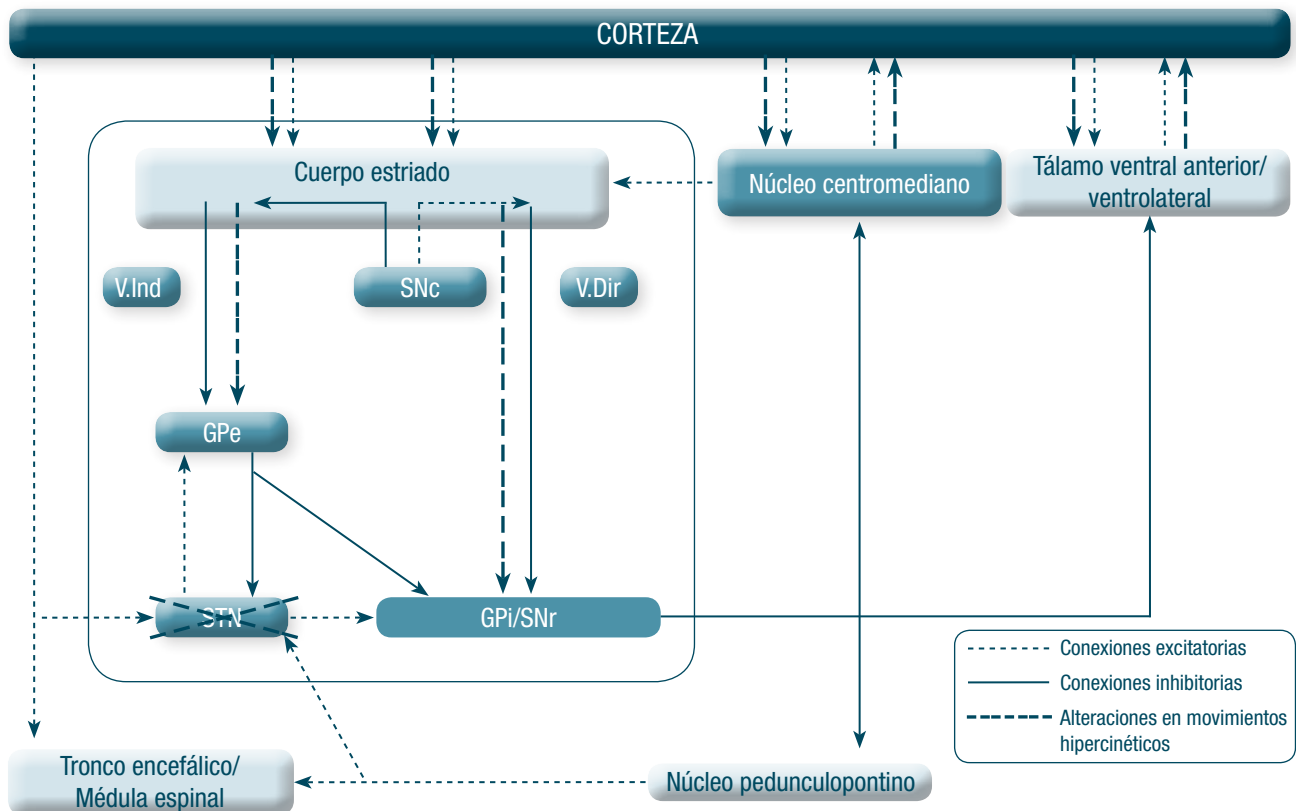 CORTEZA
Cuerpo estriado
Núcleo centromediano
Tálamo ventral anterior/
ventrolateral
V.Ind
SNc
V.Dir
GPe
STN
GPi/SNr
Conexiones excitatorias
Conexiones inhibitorias
Alteraciones en movimientos
hipercinéticos
Tronco encefálico/
Médula espinal
Núcleo pedunculopontino